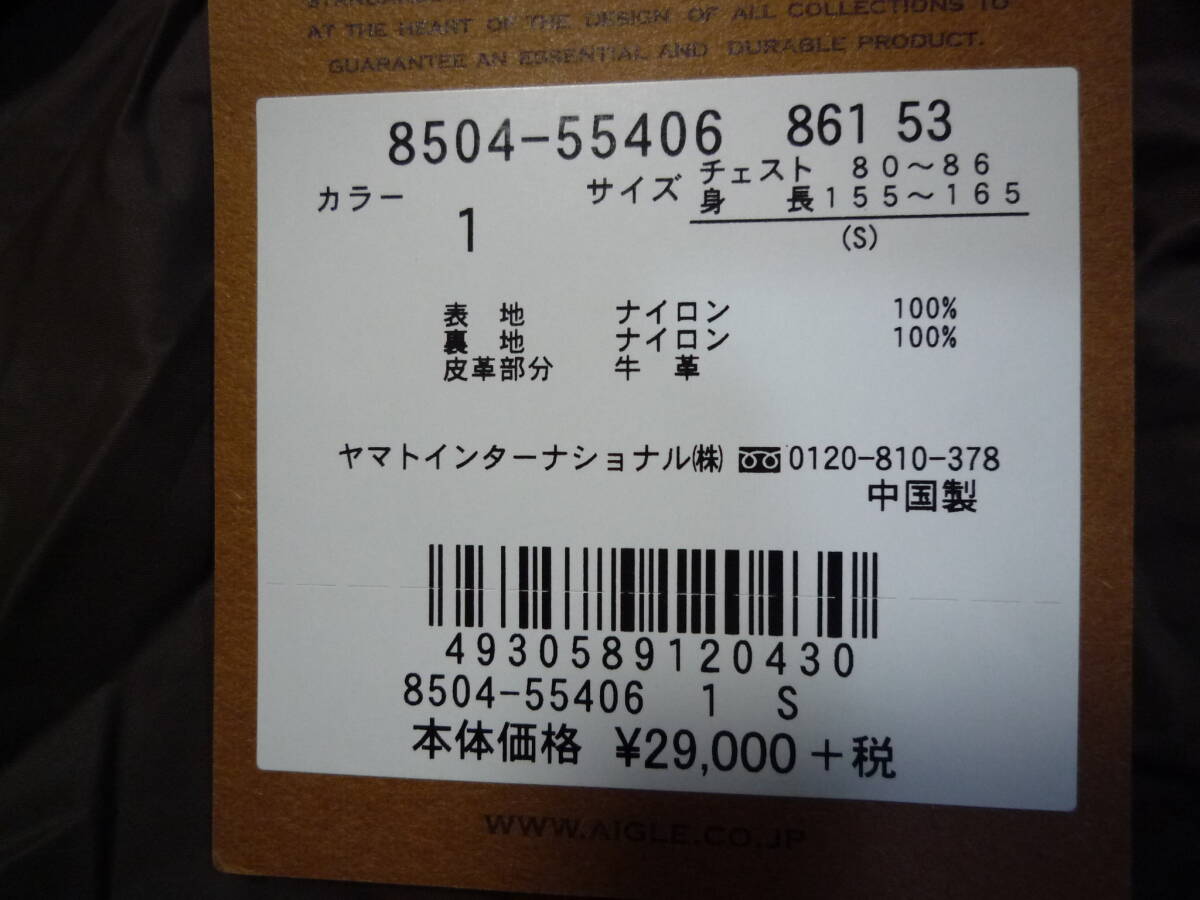 AT THE HEART OF THE DESIGN OF ALL COLLECTIONS TO
GUARANTEE AN ESSENTIAL AND DURABLE PRODUCT.
8504-55406 861 53
カラー 1
サイズ チェスト 80~86
身長 155~165
(S)
表地 ナイロン 100%
裏地 ナイロン 100%
皮革部分 牛革
ヤマトインターナショナル㈱ 0120-810-378
中国製
4930589120430
8504-55406 1 S
本体価格 ¥29,000+税
WWW.AIGLE.CO.JP